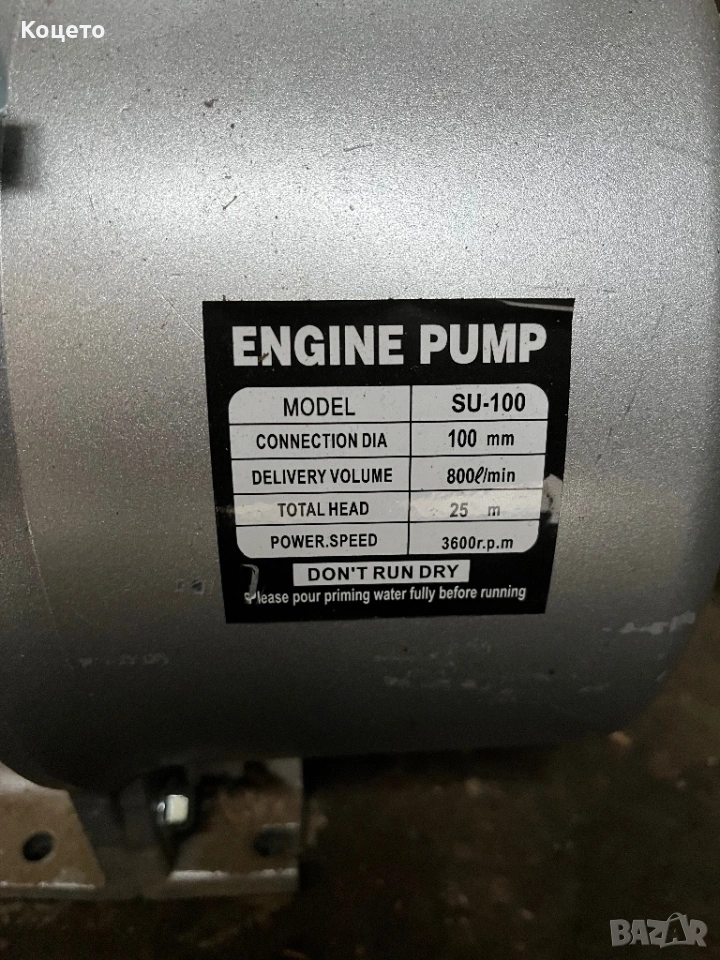 Коцето
ENGINE PUMP
MODEL SU-100
CONNECTION DIA 100 mm
DELIVERY VOLUME 800ℓ/min
TOTAL HEAD 25 m
POWER.SPEED 3600r.p.m
DON'T RUN DRY
Please pour priming water fully before running
BAZAR